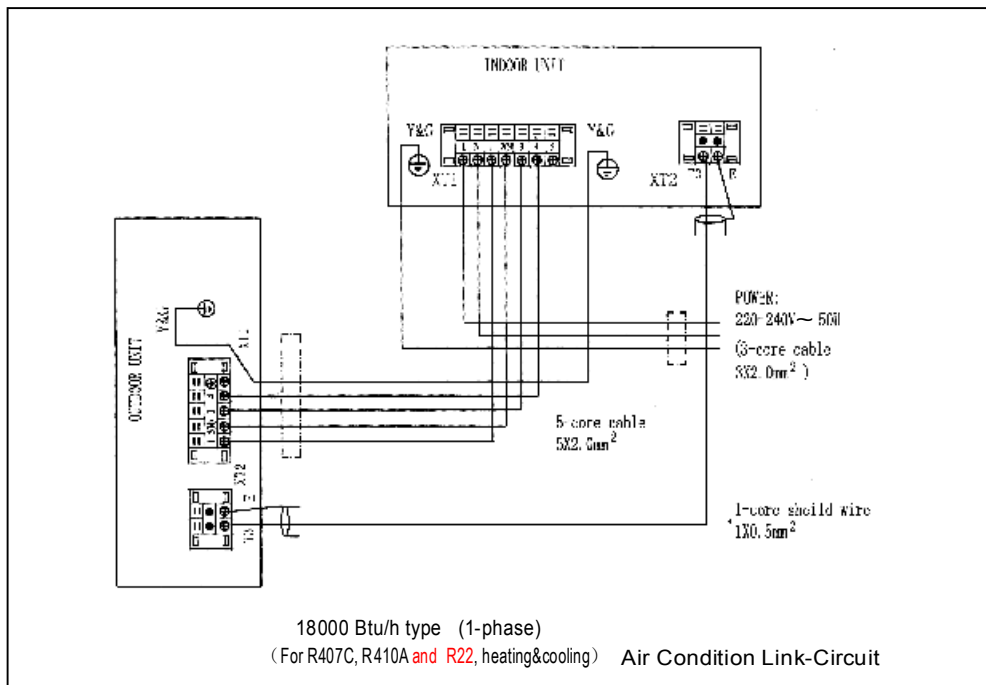 INDOOR UNIT
Y&G
Y&G
XT1
XT2
E
POWER:
220-240V~ 50H
(3-core cable
3X2.0mm²)
OUTDOOR UNIT
Y&G
XT1
5-core cable
5X2.0mm²
XT2
1-core sheild wire
1X0.5mm²
18000 Btu/h type (1-phase)
(For R407C, R410A and R22, heating&cooling) Air Condition Link-Circuit